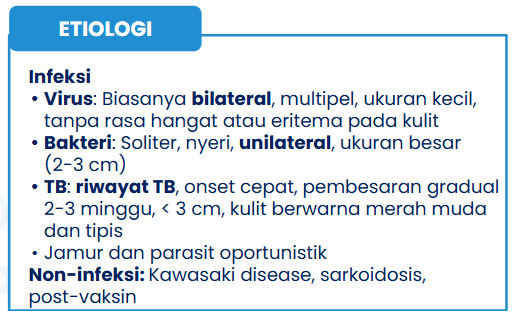 ETIOLOGI
Infeksi
• Virus: Biasanya bilateral, multipel, ukuran kecil,
tanpa rasa hangat atau eritema pada kulit
• Bakteri: Soliter, nyeri, unilateral, ukuran besar
(2-3 cm)
• TB: riwayat TB, onset cepat, pembesaran gradual
2-3 minggu, < 3 cm, kulit berwarna merah muda
dan tipis
• Jamur dan parasit oportunistik
Non-infeksi: Kawasaki disease, sarkoidosis,
post-vaksin